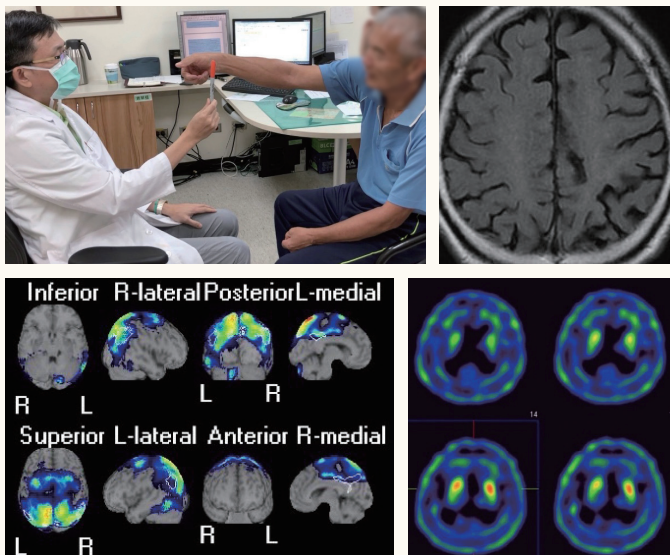 Inferior R-lateral Posterior L-medial
R L L R
Superior L-lateral Anterior R-medial
L R R L
14